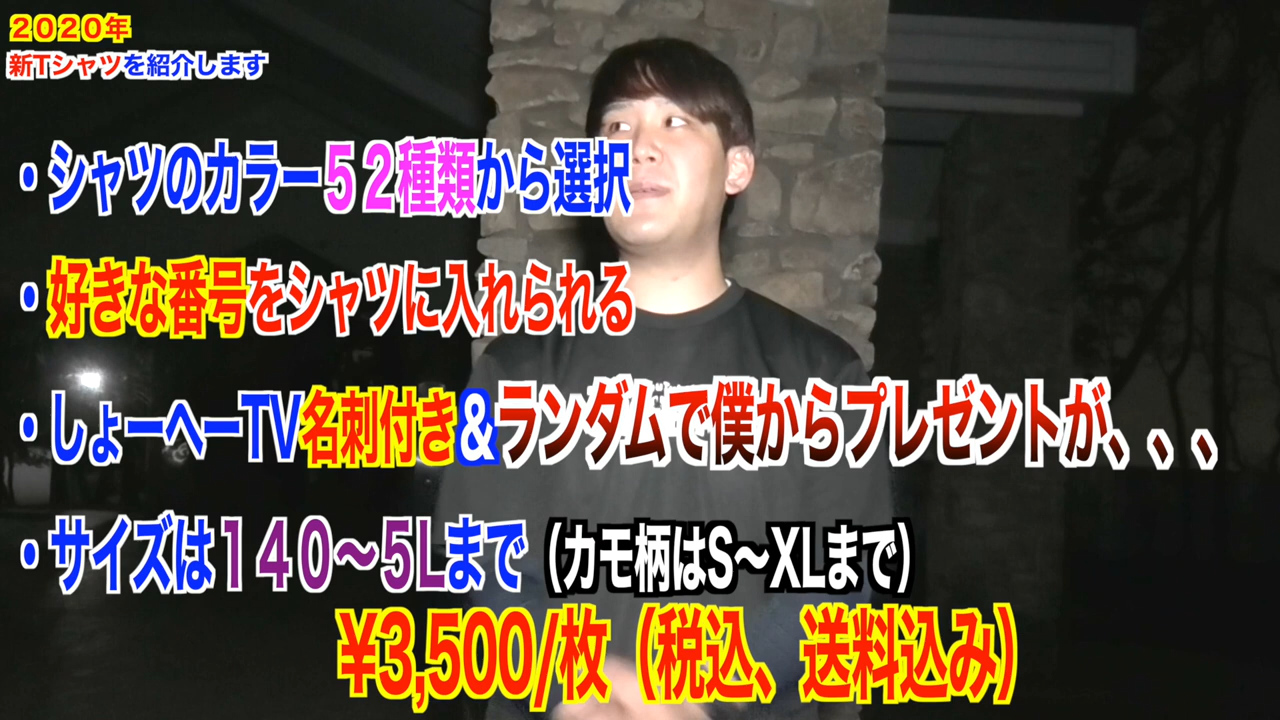 ２０２０年
新Tシャツを紹介します
・シャツのカラー５２種類から選択
・好きな番号をシャツに入れられる
・しょーへーTV名刺付き＆ランダムで僕からプレゼントが、、、
・サイズは１４０〜５Lまで（カモ柄はS〜XLまで）
¥3,500/枚（税込、送料込み）